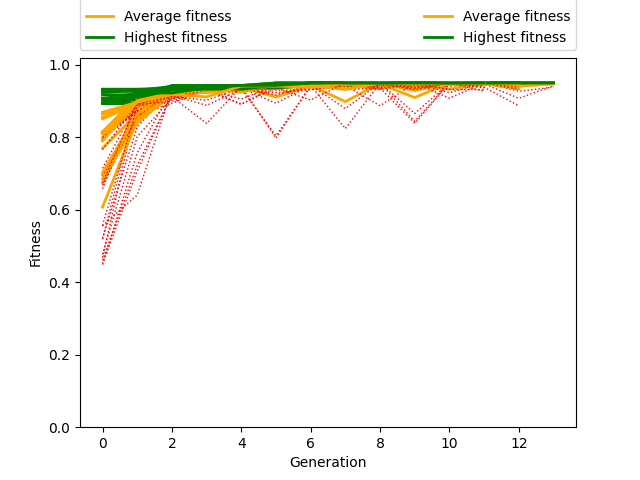 Average fitness Average fitness
Highest fitness Highest fitness
1.0
0.8
0.6
0.4
0.2
0.0
Fitness
0 2 4 6 8 10 12
Generation